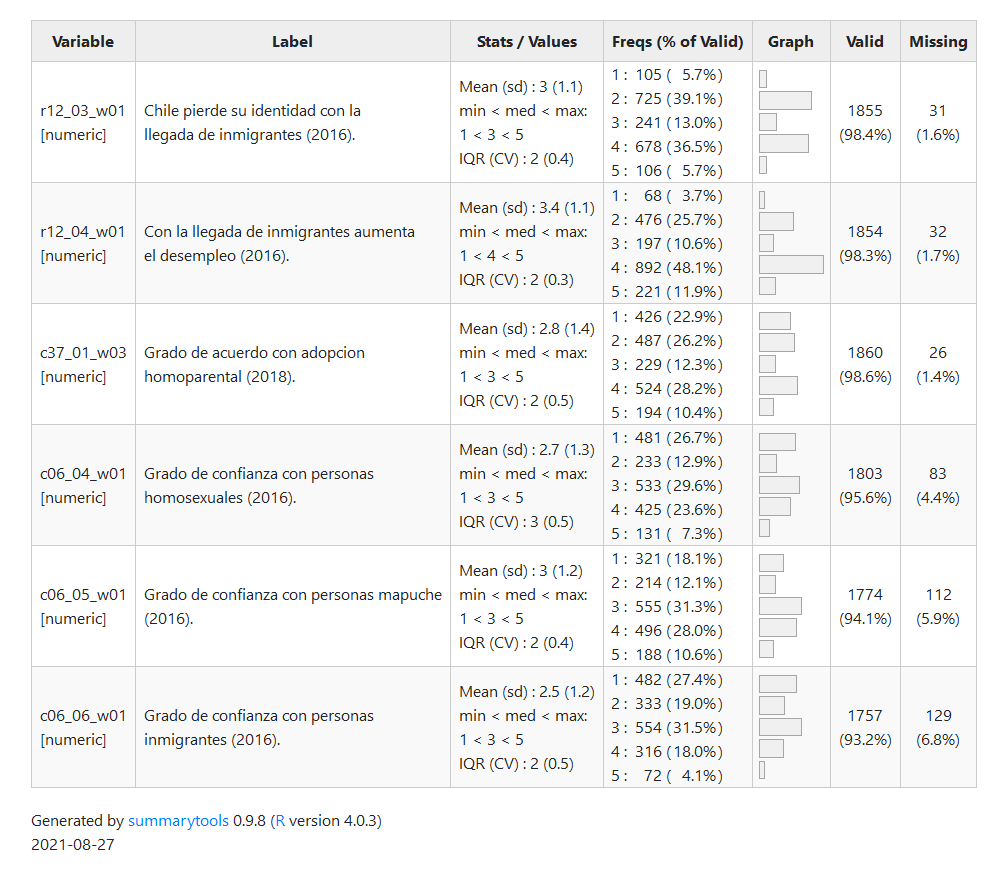 Variable Label Stats / Values Freqs (% of Valid) Graph Valid Missing
r12_03_w01
[numeric]
Chile pierde su identidad con la
llegada de inmigrantes (2016).
Mean (sd) : 3 (1.1)
min < med < max:
1 < 3 < 5
IQR (CV) : 2 (0.4)
1 : 105 ( 5.7%)
2 : 725 (39.1%)
3 : 241 (13.0%)
4 : 678 (36.5%)
5 : 106 ( 5.7%)
1855
(98.4%)
31
(1.6%)
r12_04_w01
[numeric]
Con la llegada de inmigrantes aumenta
el desempleo (2016).
Mean (sd) : 3.4 (1.1)
min < med < max:
1 < 4 < 5
IQR (CV) : 2 (0.3)
1 : 68 ( 3.7%)
2 : 476 (25.7%)
3 : 197 (10.6%)
4 : 892 (48.1%)
5 : 221 (11.9%)
1854
(98.3%)
32
(1.7%)
c37_01_w03
[numeric]
Grado de acuerdo con adopcion
homoparental (2018).
Mean (sd) : 2.8 (1.4)
min < med < max:
1 < 3 < 5
IQR (CV) : 2 (0.5)
1 : 426 (22.9%)
2 : 487 (26.2%)
3 : 229 (12.3%)
4 : 524 (28.2%)
5 : 194 (10.4%)
1860
(98.6%)
26
(1.4%)
c06_04_w01
[numeric]
Grado de confianza con personas
homosexuales (2016).
Mean (sd) : 2.7 (1.3)
min < med < max:
1 < 3 < 5
IQR (CV) : 3 (0.5)
1 : 481 (26.7%)
2 : 233 (12.9%)
3 : 533 (29.6%)
4 : 425 (23.6%)
5 : 131 ( 7.3%)
1803
(95.6%)
83
(4.4%)
c06_05_w01
[numeric]
Grado de confianza con personas mapuche
(2016).
Mean (sd) : 3 (1.2)
min < med < max:
1 < 3 < 5
IQR (CV) : 2 (0.4)
1 : 321 (18.1%)
2 : 214 (12.1%)
3 : 555 (31.3%)
4 : 496 (28.0%)
5 : 188 (10.6%)
1774
(94.1%)
112
(5.9%)
c06_06_w01
[numeric]
Grado de confianza con personas
inmigrantes (2016).
Mean (sd) : 2.5 (1.2)
min < med < max:
1 < 3 < 5
IQR (CV) : 2 (0.5)
1 : 482 (27.4%)
2 : 333 (19.0%)
3 : 554 (31.5%)
4 : 316 (18.0%)
5 : 72 ( 4.1%)
1757
(93.2%)
129
(6.8%)
Generated by summarytools 0.9.8 (R version 4.0.3)
2021-08-27